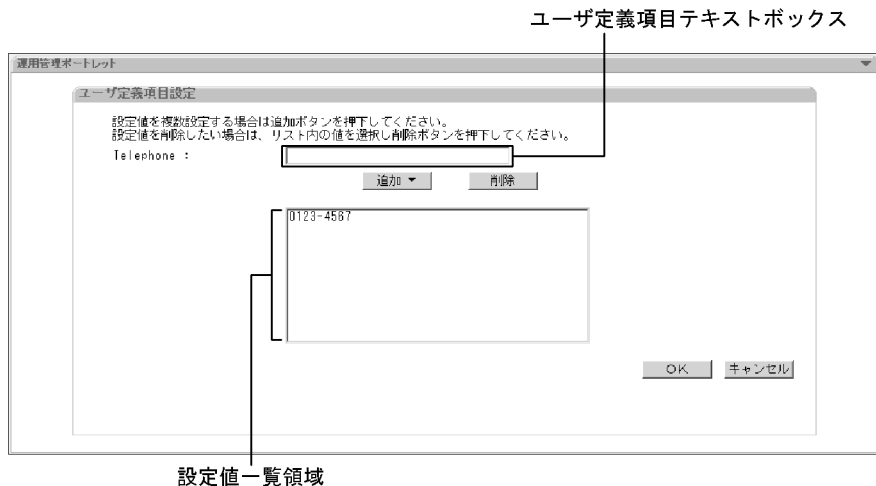 ユーザ定義項目テキストボックス
運用管理ポートレット
ユーザ定義項目設定
設定値を複数設定する場合は追加ボタンを押下してください。
設定値を削除したい場合は、リスト内の値を選択し削除ボタンを押下してください。
Telephone :
追加 ▼ 削除
0123-4567
OK キャンセル
設定値一覧領域